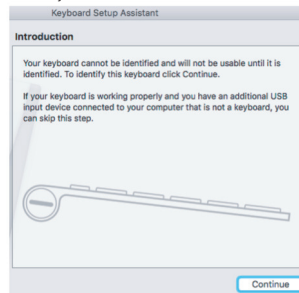 Keyboard Setup Assistant
Introduction
Your keyboard cannot be identified and will not be usable until it is
identified. To identify this keyboard click Continue.
If your keyboard is working properly and you have an additional USB
input device connected to your computer that is not a keyboard, you
can skip this step.
Continue